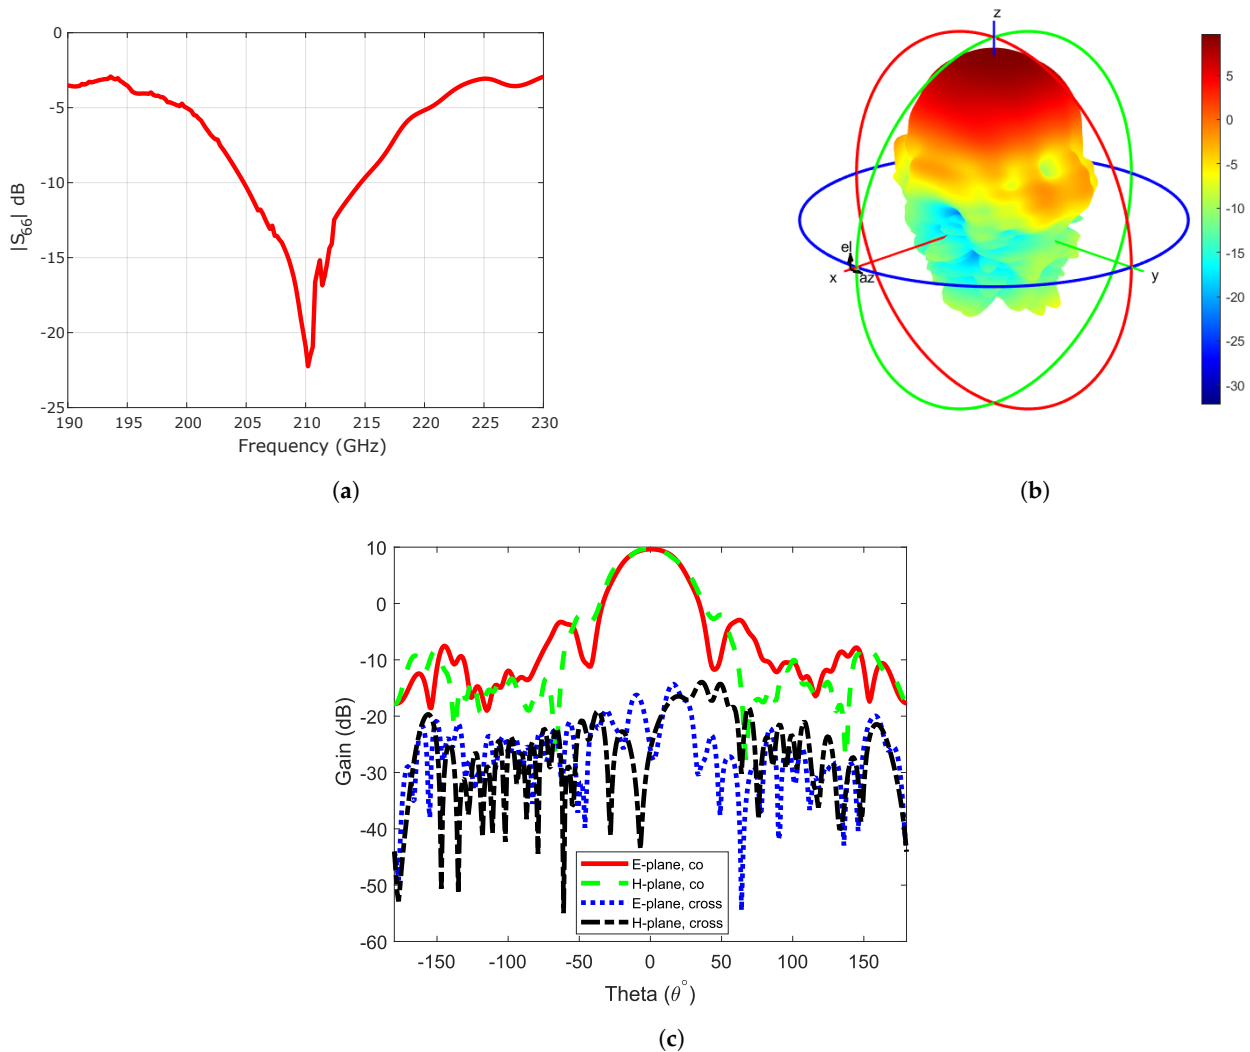 0
-5
-10
-15
-20
-25
|S66| dB
190 195 200 205 210 215 220 225 230
Frequency (GHz)
(a)
z
el
x
az
y
5
0
-5
-10
-15
-20
-25
-30
(b)
10
0
-10
-20
-30
-40
-50
-60
Gain (dB)
E-plane, co
H-plane, co
E-plane, cross
H-plane, cross
-150 -100 -50 0 50 100 150
Theta (θ°)
(c)